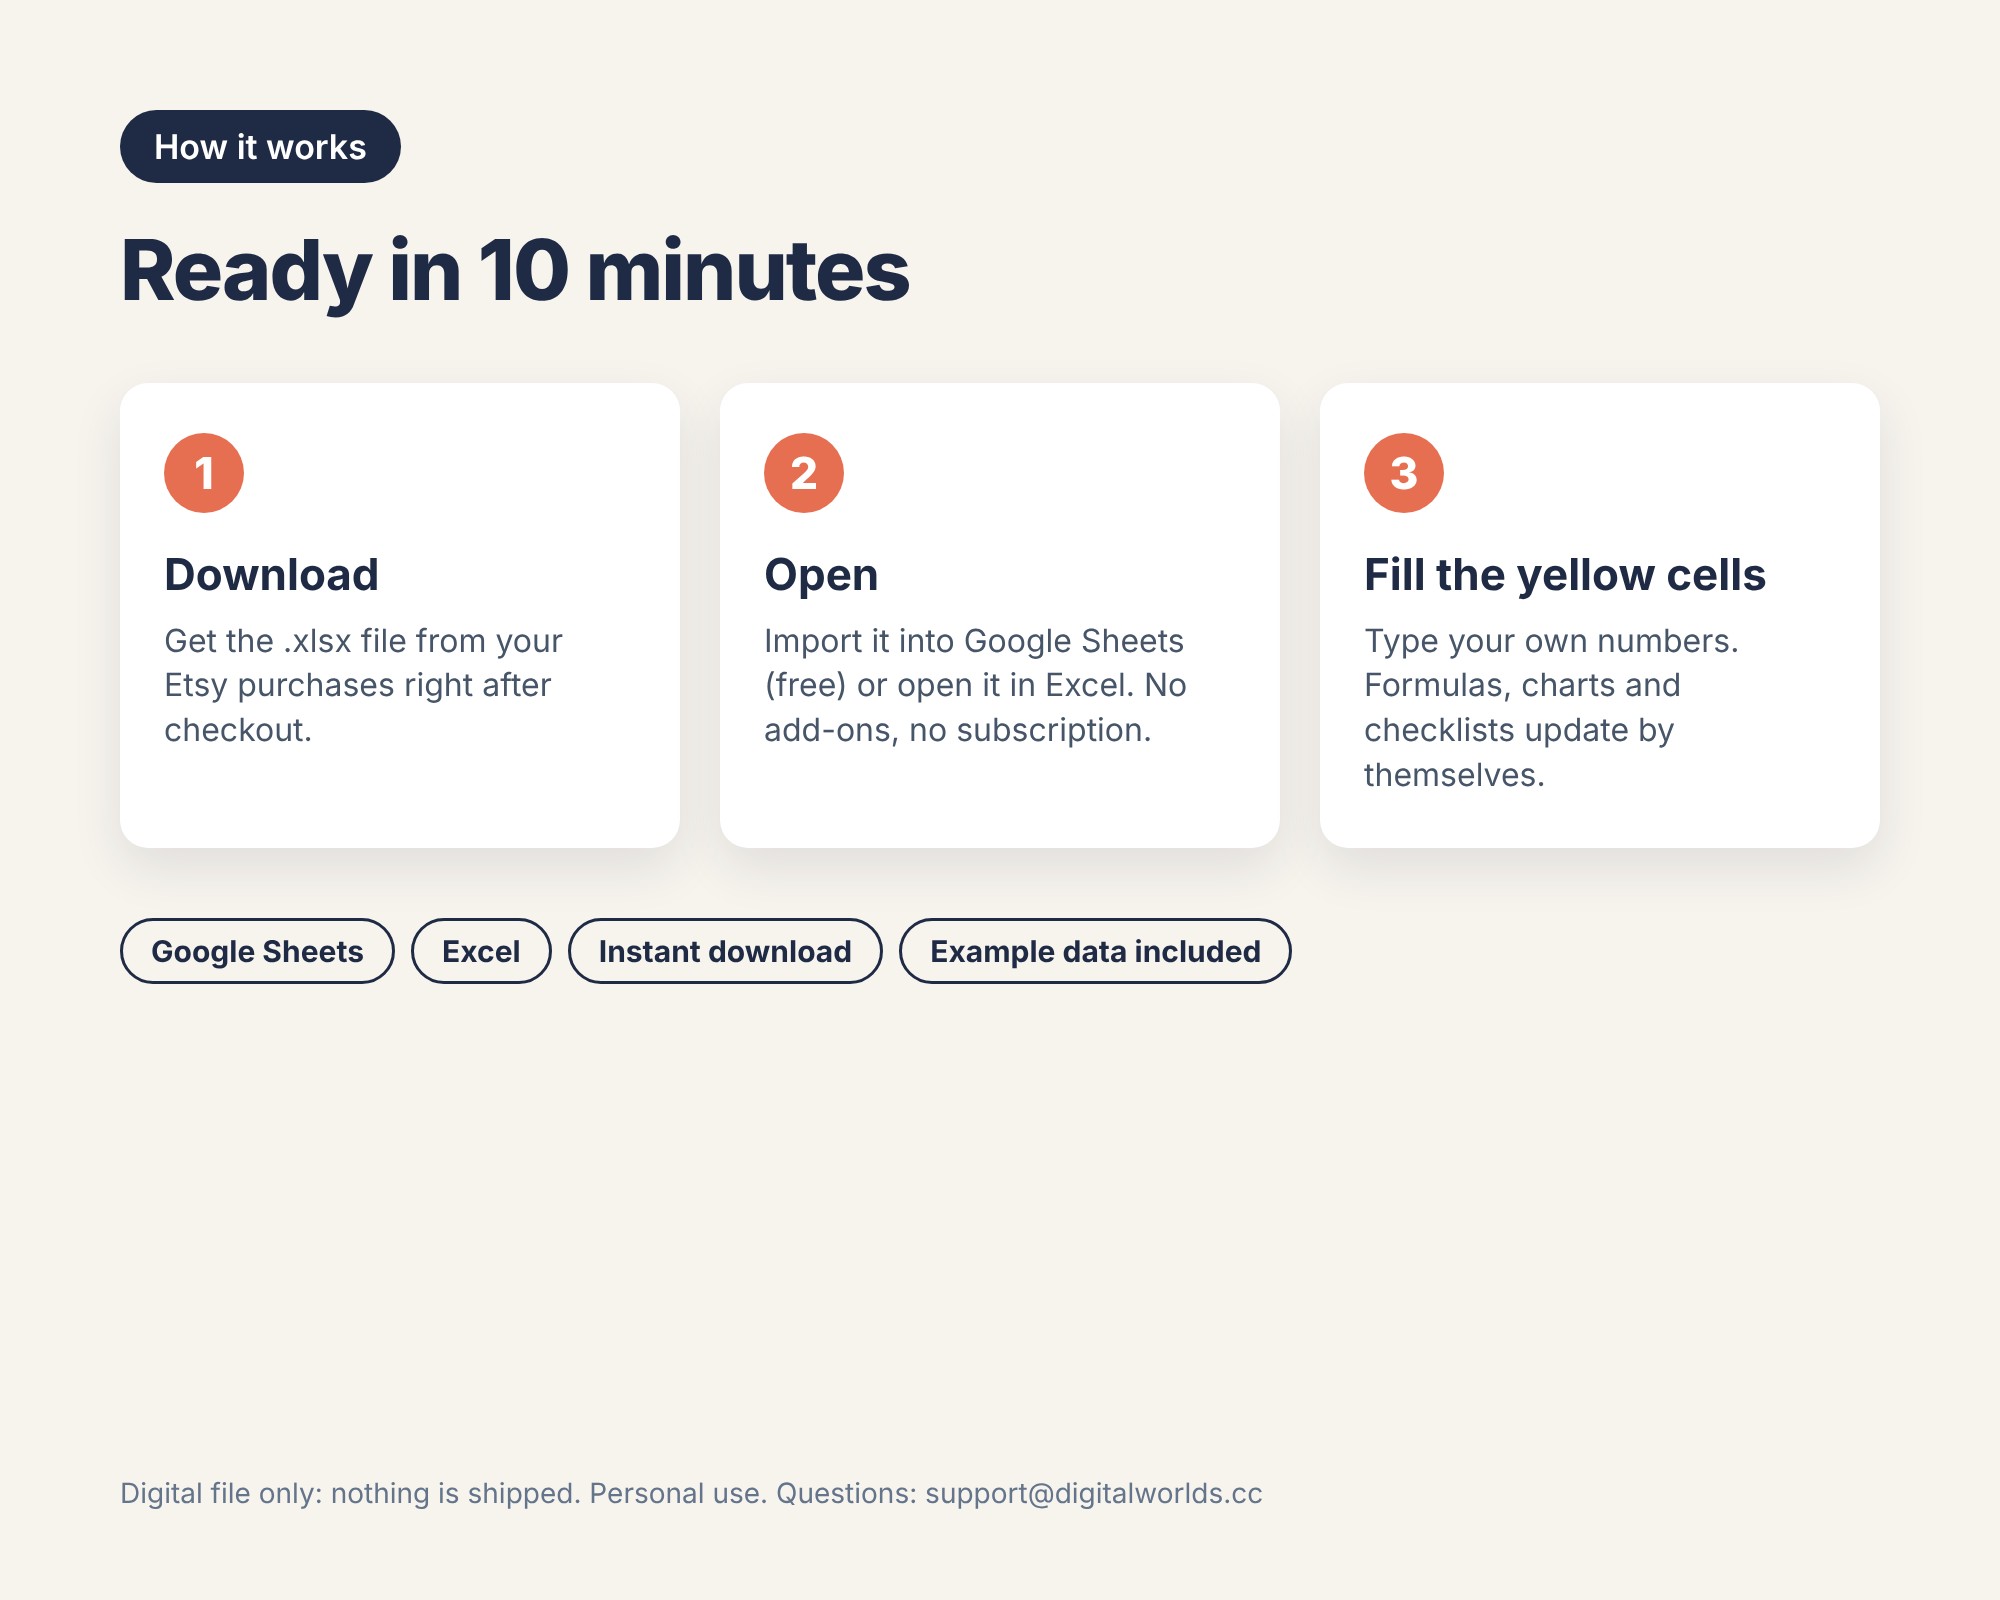 How it works
Ready in 10 minutes
1
Download
Get the .xlsx file from your
Etsy purchases right after
checkout.
2
Open
Import it into Google Sheets
(free) or open it in Excel. No
add-ons, no subscription.
3
Fill the yellow cells
Type your own numbers.
Formulas, charts and
checklists update by
themselves.
Google Sheets
Excel
Instant download
Example data included
Digital file only: nothing is shipped. Personal use. Questions: support@digitalworlds.cc